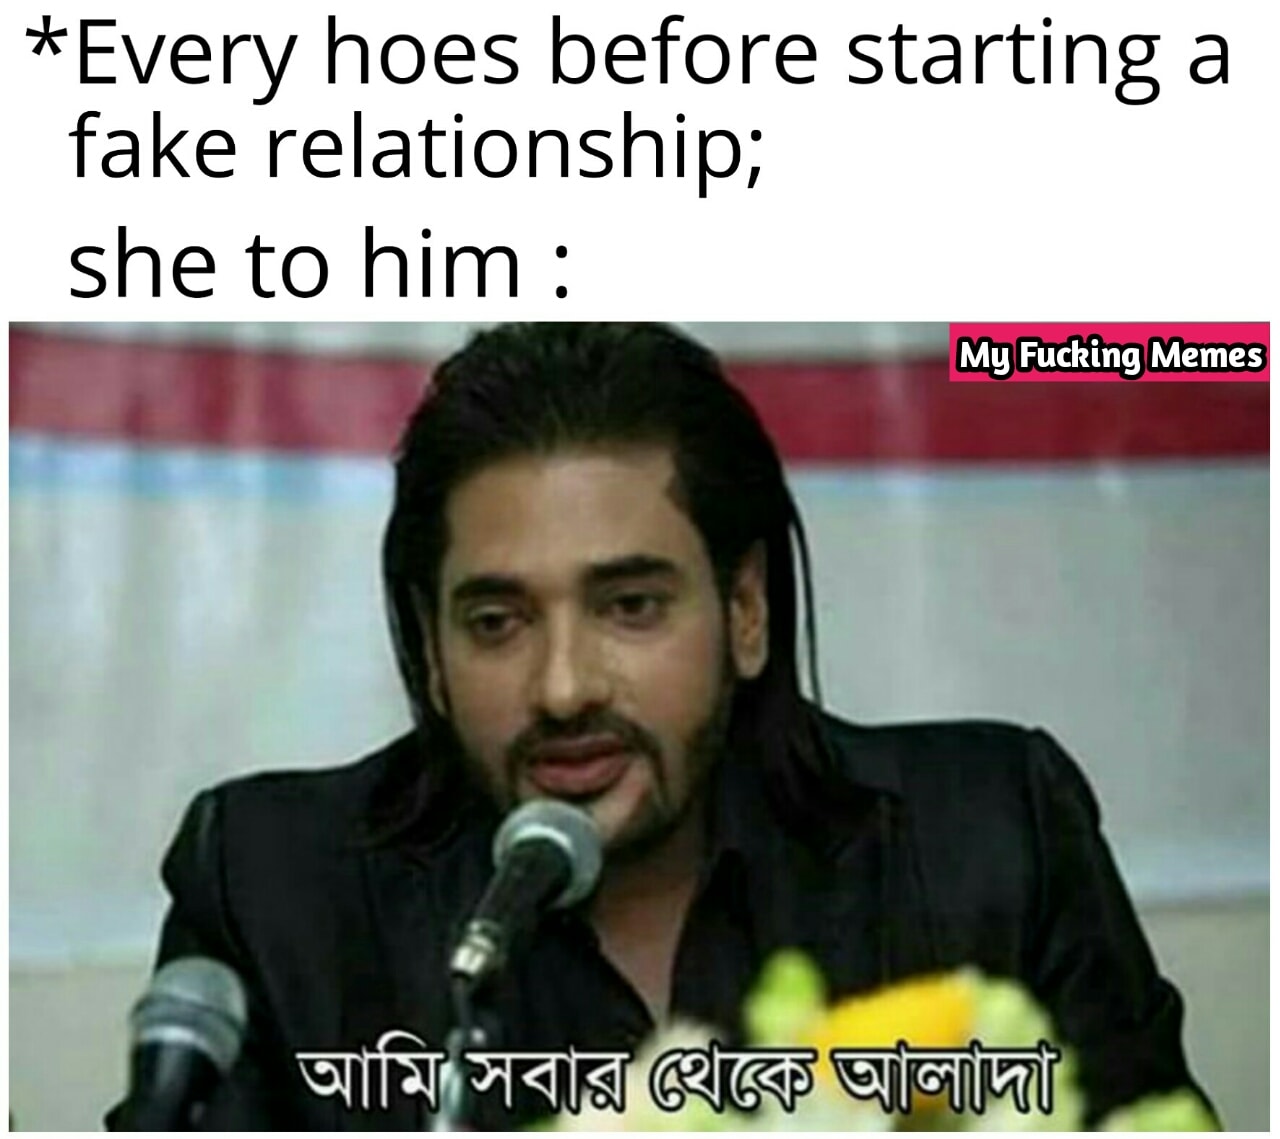 *Every hoes before starting a
fake relationship;
she to him :
My Fucking Memes
আমি সবার থেকে আলাদা